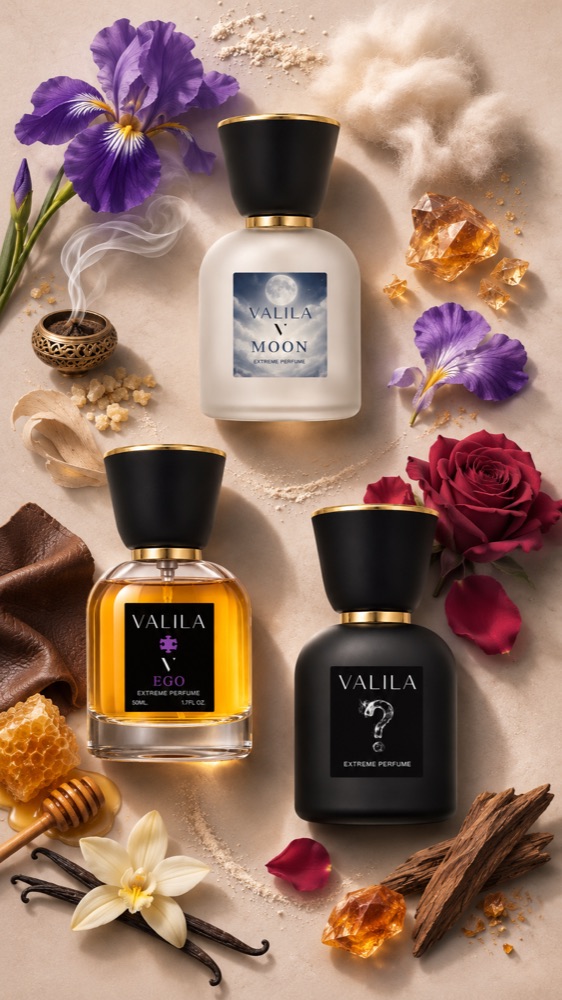 VALILA
V
MOON
EXTREME PERFUME
VALILA
V
EGO
EXTREME PERFUME
50ML. 1.7FL OZ.
VALILA
?
EXTREME PERFUME